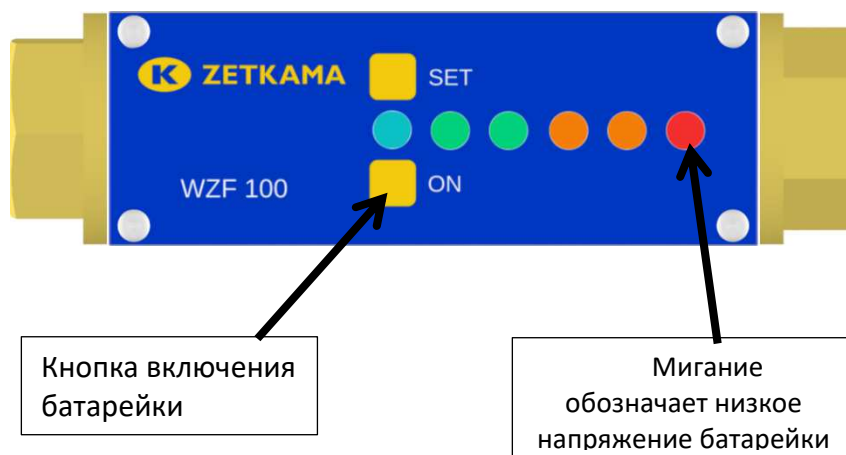 K ZETKAMA
SET
WZF 100
ON
Кнопка включения
батарейки
Мигание
обозначает низкое
напряжение батарейки